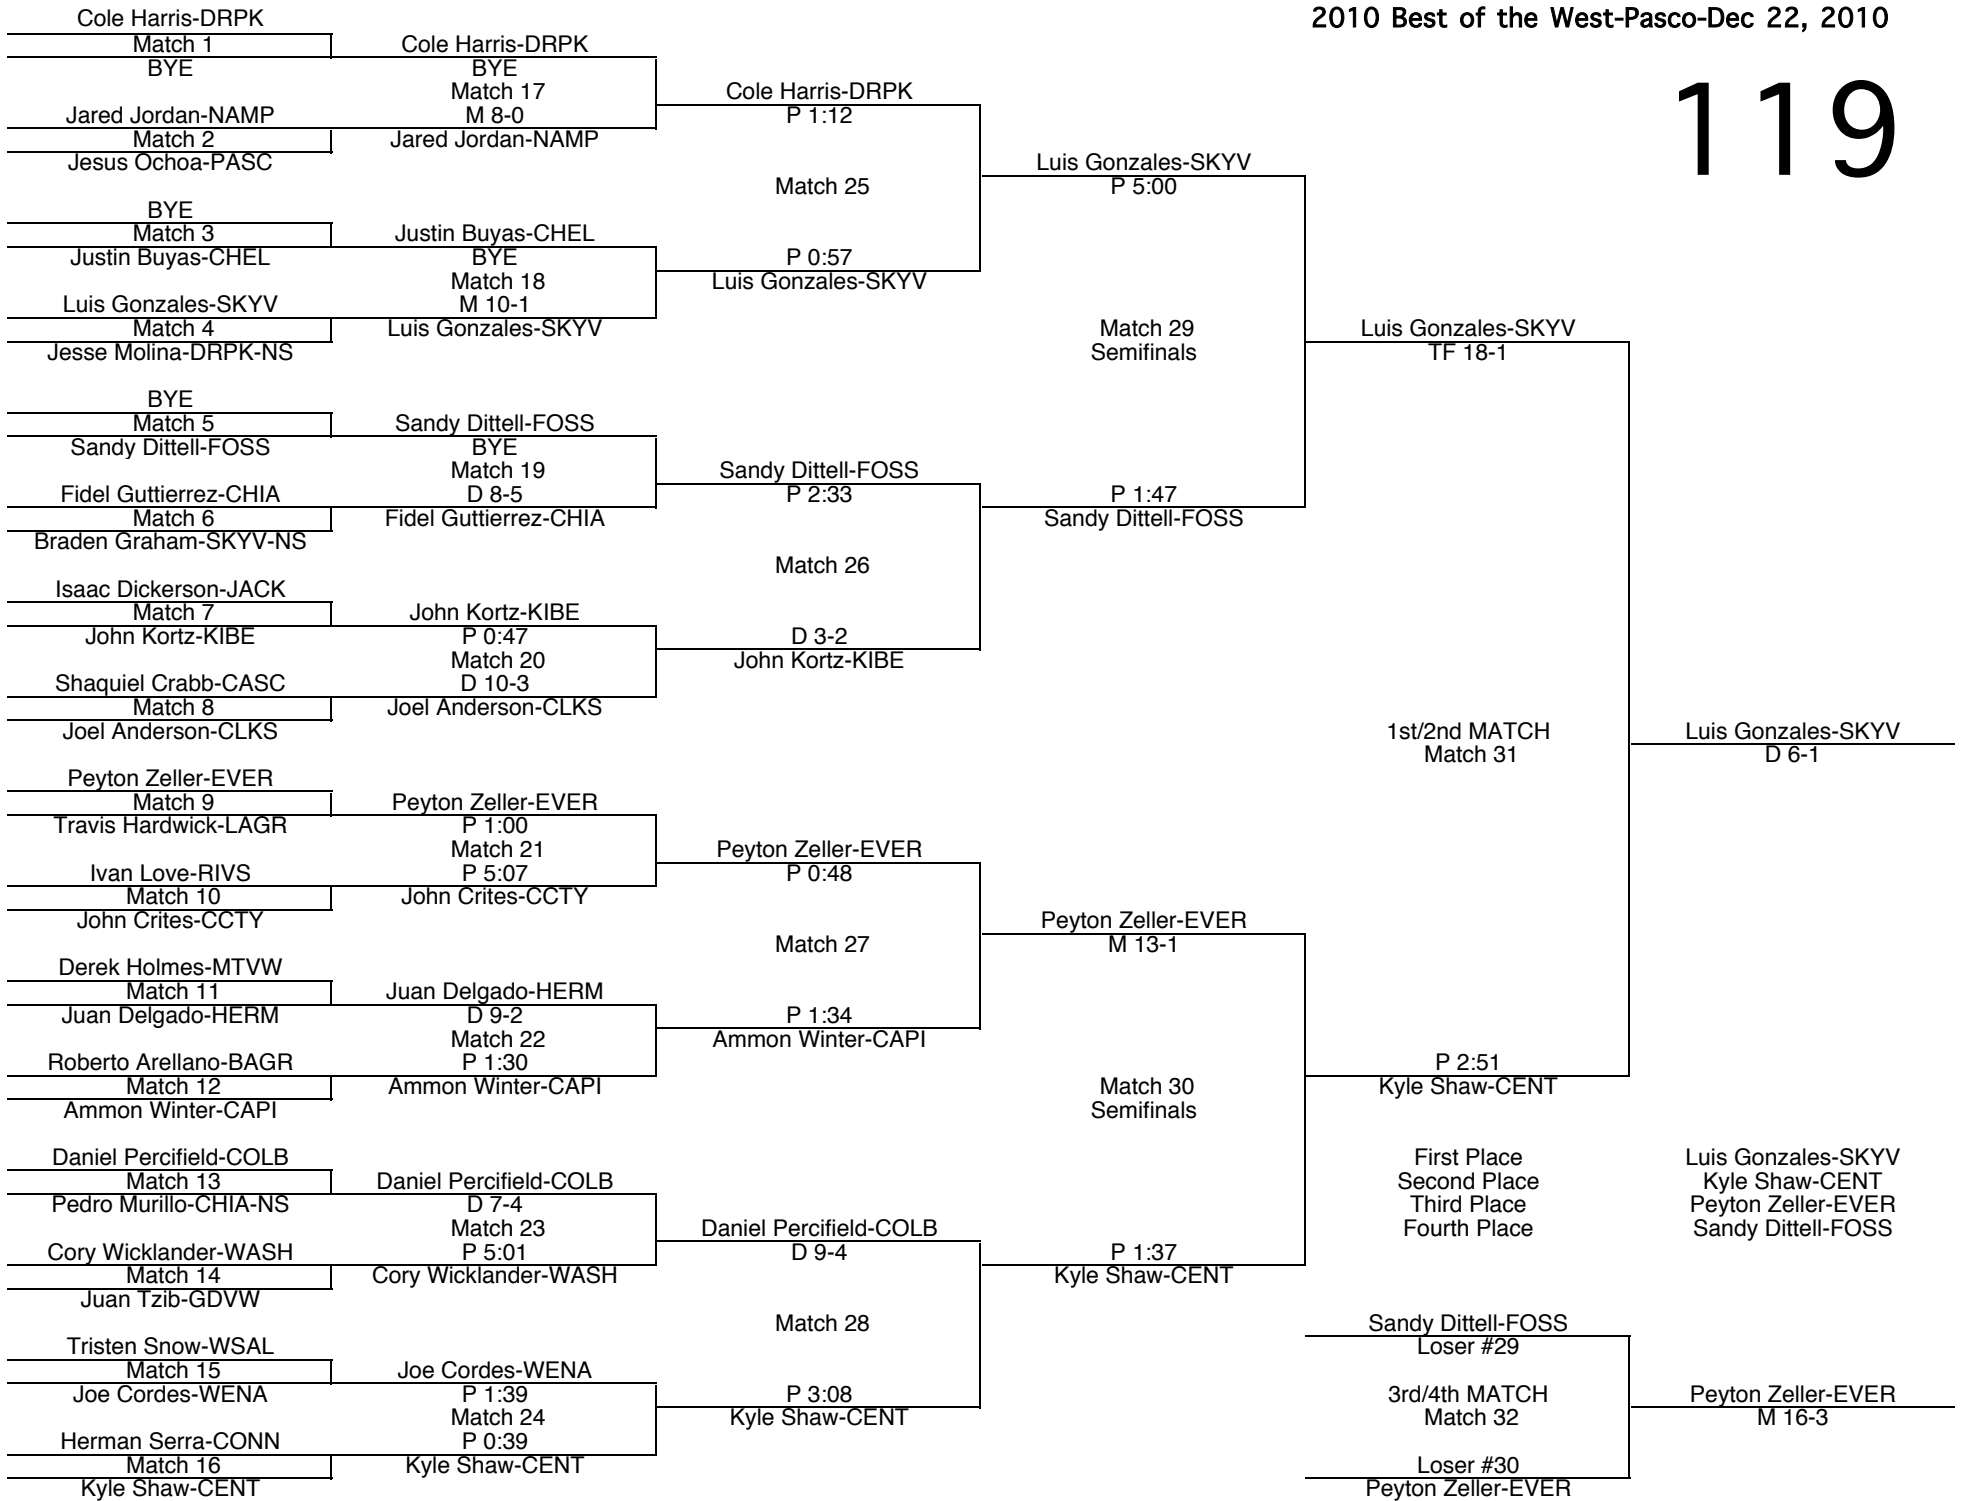 2010 Best of the West-Pasco-Dec 22, 2010
119
Cole Harris-DRPK
Match 1
BYE
Jared Jordan-NAMP
Match 2
Jesus Ochoa-PASC
BYE
Match 3
Justin Buyas-CHEL
Luis Gonzales-SKYV
Match 4
Jesse Molina-DRPK-NS
BYE
Match 5
Sandy Dittell-FOSS
Fidel Guttierrez-CHIA
Match 6
Braden Graham-SKYV-NS
Isaac Dickerson-JACK
Match 7
John Kortz-KIBE
Shaquiel Crabb-CASC
Match 8
Joel Anderson-CLKS
Peyton Zeller-EVER
Match 9
Travis Hardwick-LAGR
Ivan Love-RIVS
Match 10
John Crites-CCTY
Derek Holmes-MTVW
Match 11
Juan Delgado-HERM
Roberto Arellano-BAGR
Match 12
Ammon Winter-CAPI
Daniel Percifield-COLB
Match 13
Pedro Murillo-CHIA-NS
Cory Wicklander-WASH
Match 14
Juan Tzib-GDVW
Tristen Snow-WSAL
Match 15
Joe Cordes-WENA
Herman Serra-CONN
Match 16
Kyle Shaw-CENT
Cole Harris-DRPK
BYE
Match 17
M 8-0
Jared Jordan-NAMP
Justin Buyas-CHEL
BYE
Match 18
M 10-1
Luis Gonzales-SKYV
Sandy Dittell-FOSS
BYE
Match 19
D 8-5
Fidel Guttierrez-CHIA
John Kortz-KIBE
P 0:47
Match 20
D 10-3
Joel Anderson-CLKS
Peyton Zeller-EVER
P 1:00
Match 21
P 5:07
John Crites-CCTY
Juan Delgado-HERM
D 9-2
Match 22
P 1:30
Ammon Winter-CAPI
Daniel Percifield-COLB
D 7-4
Match 23
P 5:01
Cory Wicklander-WASH
Joe Cordes-WENA
P 1:39
Match 24
P 0:39
Kyle Shaw-CENT
Cole Harris-DRPK
P 1:12
Match 25
P 0:57
Luis Gonzales-SKYV
Sandy Dittell-FOSS
P 2:33
Match 26
D 3-2
John Kortz-KIBE
Peyton Zeller-EVER
P 0:48
Match 27
P 1:34
Ammon Winter-CAPI
Daniel Percifield-COLB
D 9-4
Match 28
P 3:08
Kyle Shaw-CENT
Luis Gonzales-SKYV
P 5:00
Match 29
Semifinals
P 1:47
Sandy Dittell-FOSS
Peyton Zeller-EVER
M 13-1
Match 30
Semifinals
P 1:37
Kyle Shaw-CENT
Luis Gonzales-SKYV
TF 18-1
1st/2nd MATCH
Match 31
P 2:51
Kyle Shaw-CENT
Luis Gonzales-SKYV
D 6-1
First Place Luis Gonzales-SKYV
Second Place Kyle Shaw-CENT
Third Place Peyton Zeller-EVER
Fourth Place Sandy Dittell-FOSS
Sandy Dittell-FOSS
Loser #29
3rd/4th MATCH
Match 32
Loser #30
Peyton Zeller-EVER
Peyton Zeller-EVER
M 16-3